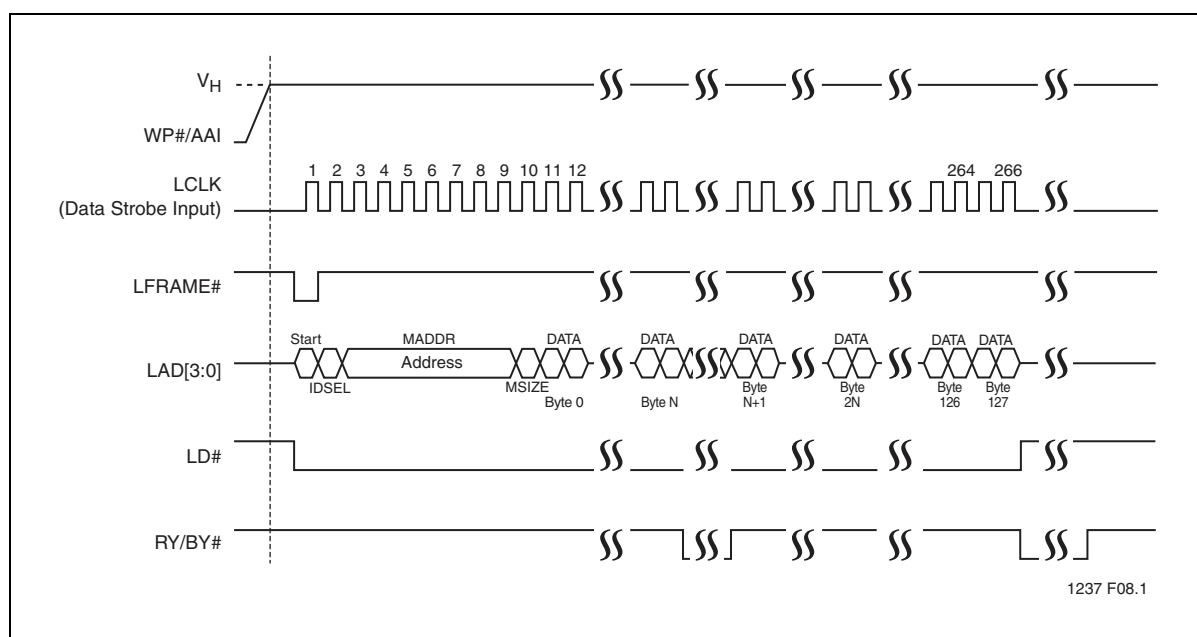 VH
WP#/AAI
1 2 3 4 5 6 7 8 9 10 11 12 264 266
LCLK
(Data Strobe Input)
LFRAME#
Start MADDR DATA DATA DATA DATA DATA DATA
LAD[3:0] Address
IDSEL MSIZE Byte 0 Byte N Byte N+1 Byte 2N Byte 126 Byte 127
LD#
RY/BY#
1237 F08.1